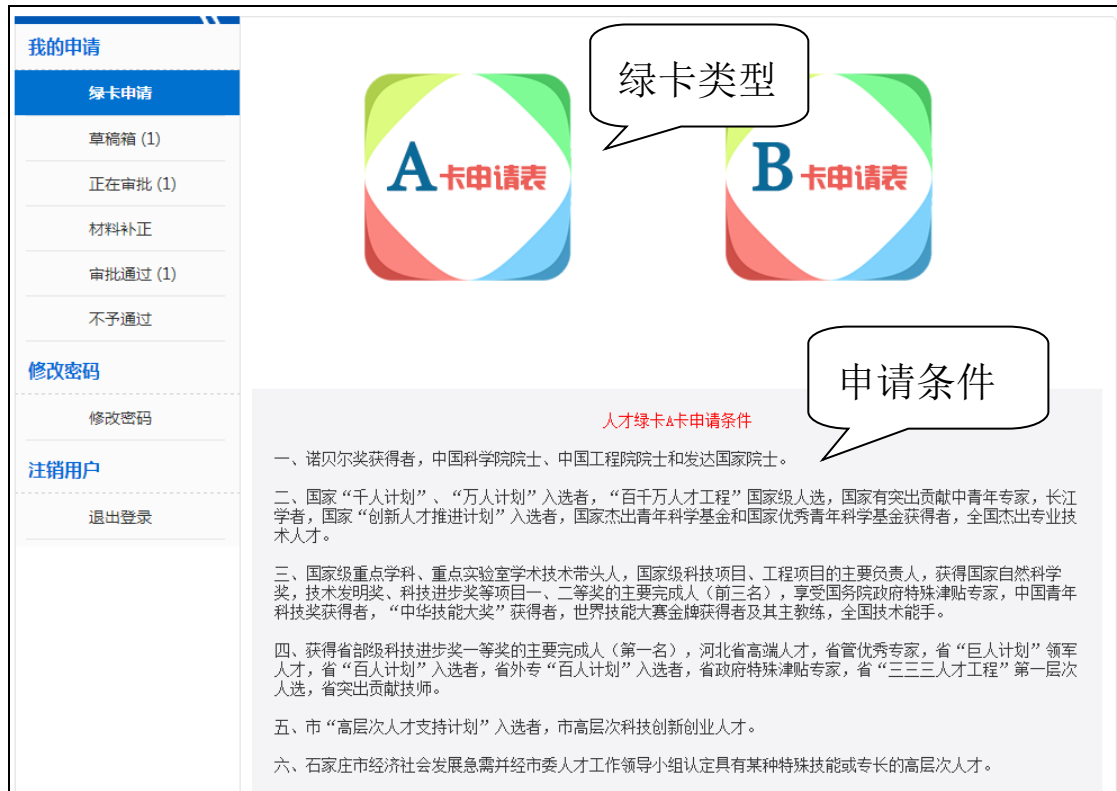 我的申请
绿卡申请
草稿箱 (1)
正在审批 (1)
材料补正
审批通过 (1)
不予通过
修改密码
修改密码
注销用户
退出登录
绿卡类型
A卡申请表
B卡申请表
申请条件
人才绿卡A卡申请条件
一、诺贝尔奖获得者，中国科学院院士、中国工程院院士和发达国家院士。
二、国家“千人计划”、“万人计划”入选者，“百千万人才工程”国家级人选，国家有突出贡献中青年专家，长江
学者，国家“创新人才推进计划”入选者，国家杰出青年科学基金和国家优秀青年科学基金获得者，全国杰出专业技
术人才。
三、国家级重点学科、重点实验室学术技术带头人，国家级科技项目、工程项目的主要负责人，获得国家自然科学
奖，技术发明奖、科技进步奖等项目一、二等奖的主要完成人（前三名），享受国务院政府特殊津贴专家，中国青年
科技奖获得者，“中华技能大奖”获得者，世界技能大赛金牌获得者及其主教练，全国技术能手。
四、获得省部级科技进步奖一等奖的主要完成人（第一名），河北省高端人才，省管优秀专家，省“巨人计划”领军
人才，省“百人计划”入选者，省外专“百人计划”入选者，省政府特殊津贴专家，省“三三三人才工程”第一层次
人选，省突出贡献技师。
五、市“高层次人才支持计划”入选者，市高层次科技创新创业人才。
六、石家庄市经济社会发展急需并经市委人才工作领导小组认定具有某种特殊技能或专长的高层次人才。